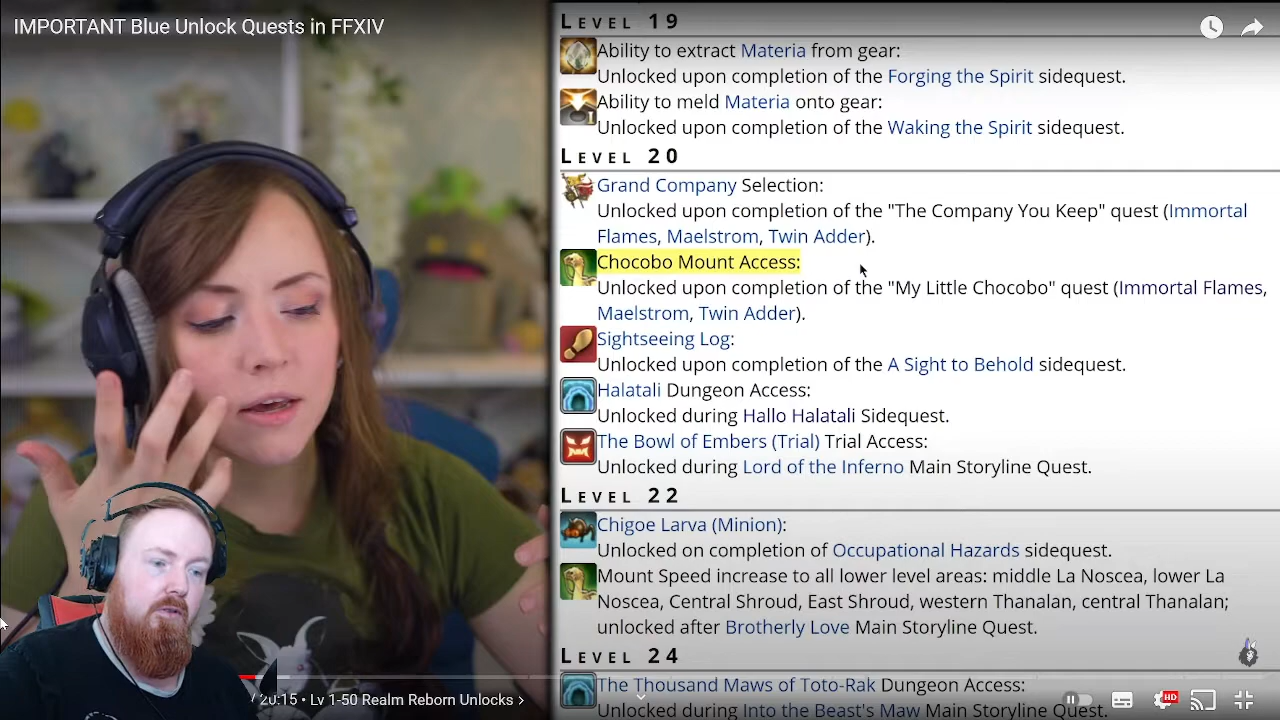 IMPORTANT Blue Unlock Quests in FFXIV
LEVEL 19
Ability to extract Materia from gear:
Unlocked upon completion of the Forging the Spirit sidequest.
Ability to meld Materia onto gear:
Unlocked upon completion of the Waking the Spirit sidequest.
LEVEL 20
Grand Company Selection:
Unlocked upon completion of the "The Company You Keep" quest (Immortal
Flames, Maelstrom, Twin Adder).
Chocobo Mount Access:
Unlocked upon completion of the "My Little Chocobo" quest (Immortal Flames,
Maelstrom, Twin Adder).
Sightseeing Log:
Unlocked upon completion of the A Sight to Behold sidequest.
Halatali Dungeon Access:
Unlocked during Hallo Halatali Sidequest.
The Bowl of Embers (Trial) Trial Access:
Unlocked during Lord of the Inferno Main Storyline Quest.
LEVEL 22
Chigoe Larva (Minion):
Unlocked on completion of Occupational Hazards sidequest.
Mount Speed increase to all lower level areas: middle La Noscea, lower La
Noscea, Central Shroud, East Shroud, western Thanalan, central Thanalan;
unlocked after Brotherly Love Main Storyline Quest.
LEVEL 24
The Thousand Maws of Toto-Rak Dungeon Access:
Unlocked during Into the Beast's Maw Main Storyline Quest.
/ 20:15 • Lv 1-50 Realm Reborn Unlocks >
HD